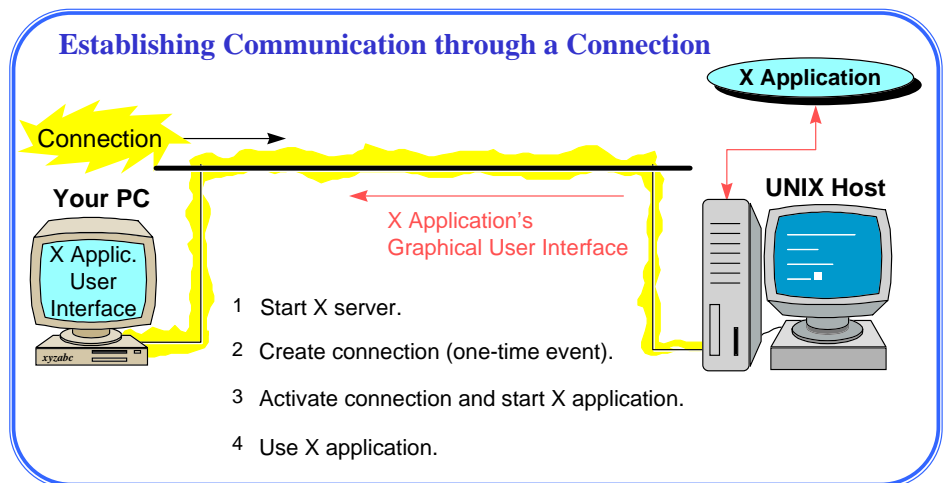 Establishing Communication through a Connection
X Application
Connection
Your PC
UNIX Host
X Application's
Graphical User Interface
X Applic.
User
Interface
xyzabc
1 Start X server.
2 Create connection (one-time event).
3 Activate connection and start X application.
4 Use X application.